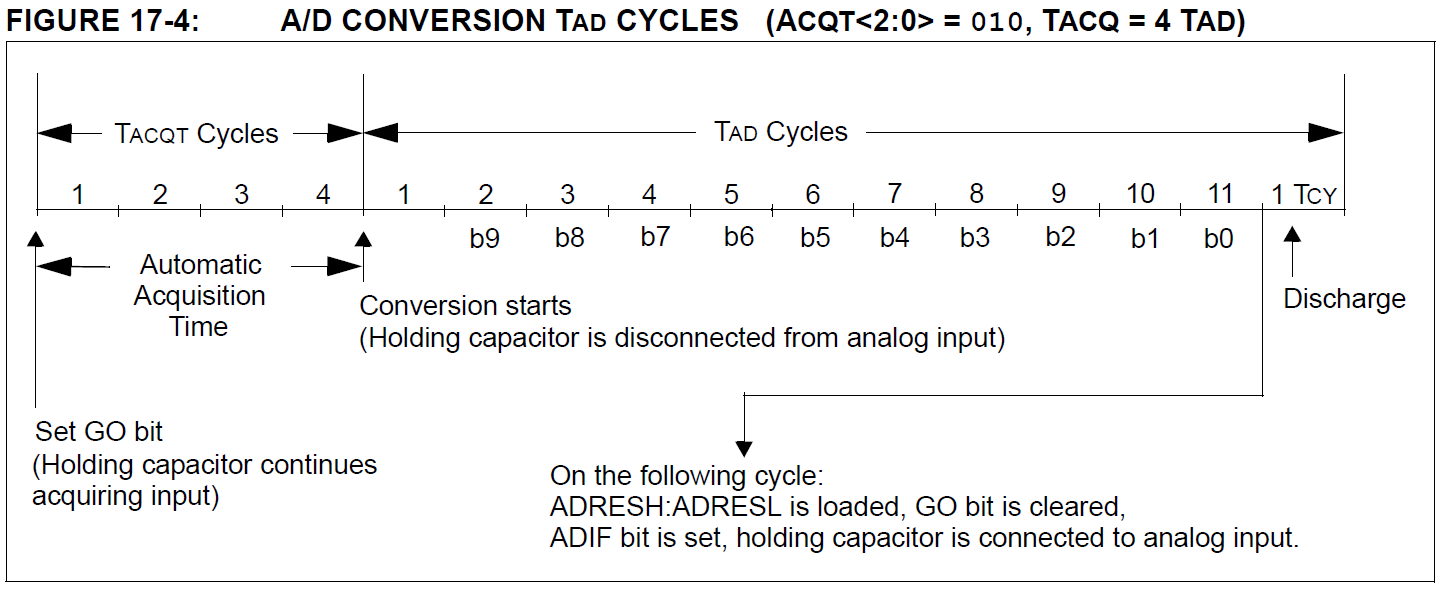 FIGURE 17-4: A/D CONVERSION TAD CYCLES (ACQT<2:0> = 010, TACQ = 4 TAD)
TACQT Cycles
TAD Cycles
1 2 3 4 1 2 3 4 5 6 7 8 9 10 11 1 TCY
b9 b8 b7 b6 b5 b4 b3 b2 b1 b0
Automatic
Acquisition
Time
Conversion starts
(Holding capacitor is disconnected from analog input)
Discharge
Set GO bit
(Holding capacitor continues
acquiring input)
On the following cycle:
ADRESH:ADRESL is loaded, GO bit is cleared,
ADIF bit is set, holding capacitor is connected to analog input.